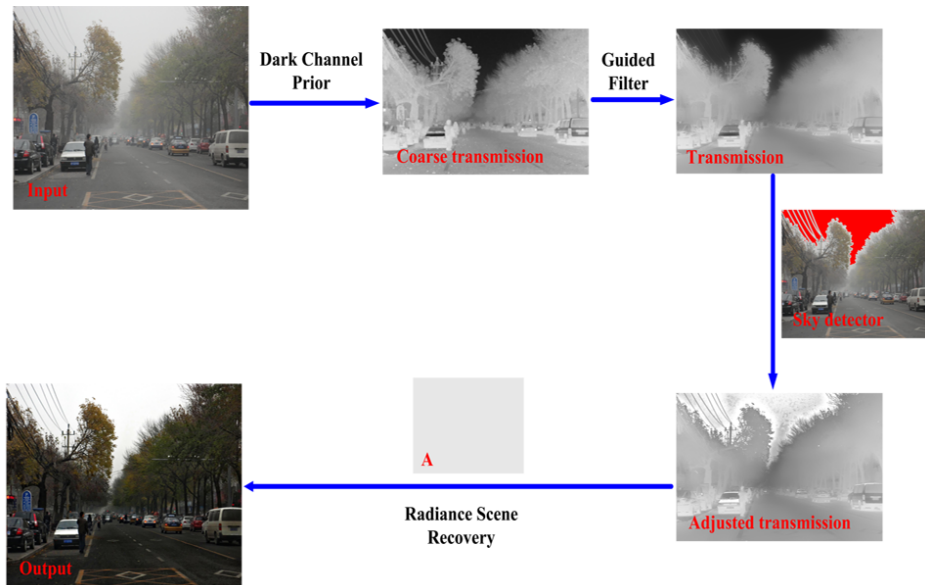 Dark Channel
Prior
Guided
Filter
Input
Coarse transmission
Transmission
Sky detector
A
Radiance Scene
Recovery
Adjusted transmission
Output